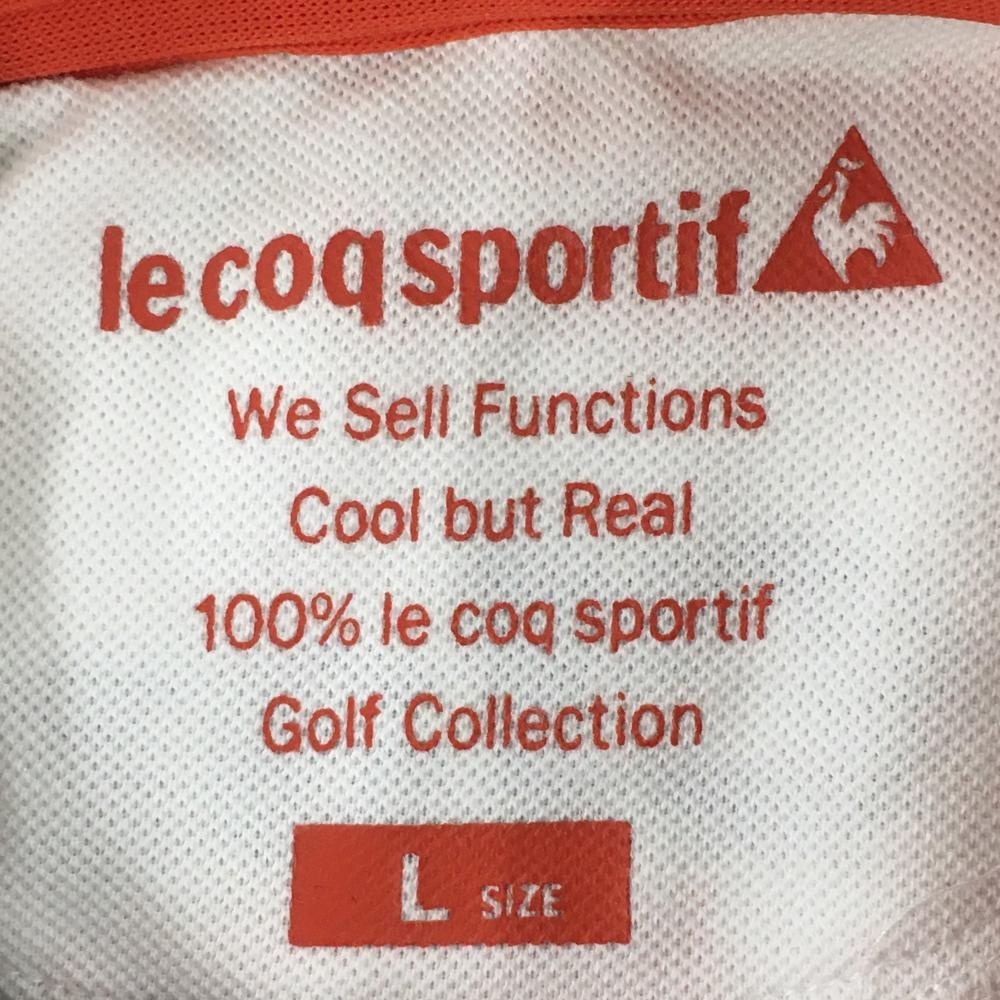 le coq sportif
We Sell Functions
Cool but Real
100% le coq sportif
Golf Collection
L SIZE